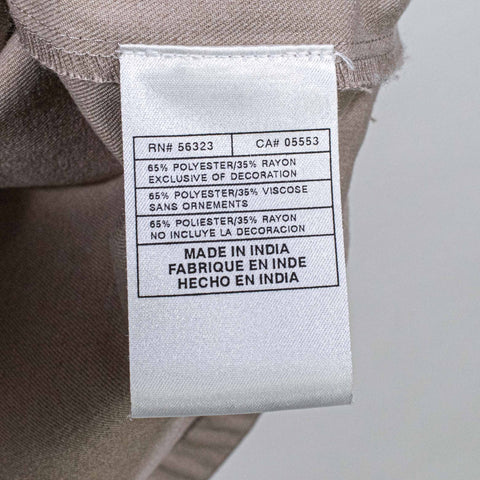 RN# 56323 CA# 05553
65% POLYESTER/35% RAYON
EXCLUSIVE OF DECORATION
65% POLYESTER/35% VISCOSE
SANS ORNEMENTS
65% POLIESTER/35% RAYON
NO INCLUYE LA DECORACION
MADE IN INDIA
FABRIQUE EN INDE
HECHO EN INDIA